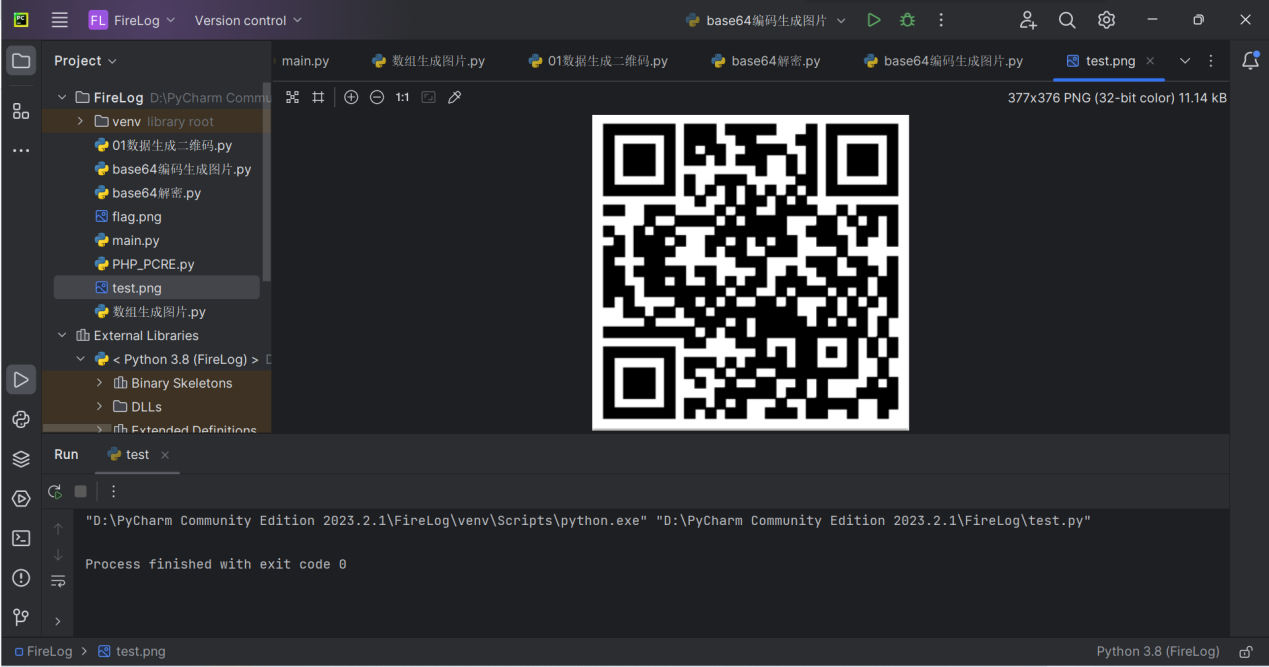 PC FL FireLog Version control base64编码生成图片
Project main.py 数组生成图片.py 01数据生成二维码.py base64解密.py base64编码生成图片.py test.png
FireLog D:\PyCharm Commu
1:1 377x376 PNG (32-bit color) 11.14 kB
venv library root
01数据生成二维码.py
base64编码生成图片.py
base64解密.py
flag.png
main.py
PHP_PCRE.py
test.png
数组生成图片.py
External Libraries
< Python 3.8 (FireLog) > D
Binary Skeletons
DLLs
Extended Definitions
Run test
"D:\PyCharm Community Edition 2023.2.1\FireLog\venv\Scripts\python.exe" "D:\PyCharm Community Edition 2023.2.1\FireLog\test.py"
Process finished with exit code 0
FireLog > test.png Python 3.8 (FireLog)